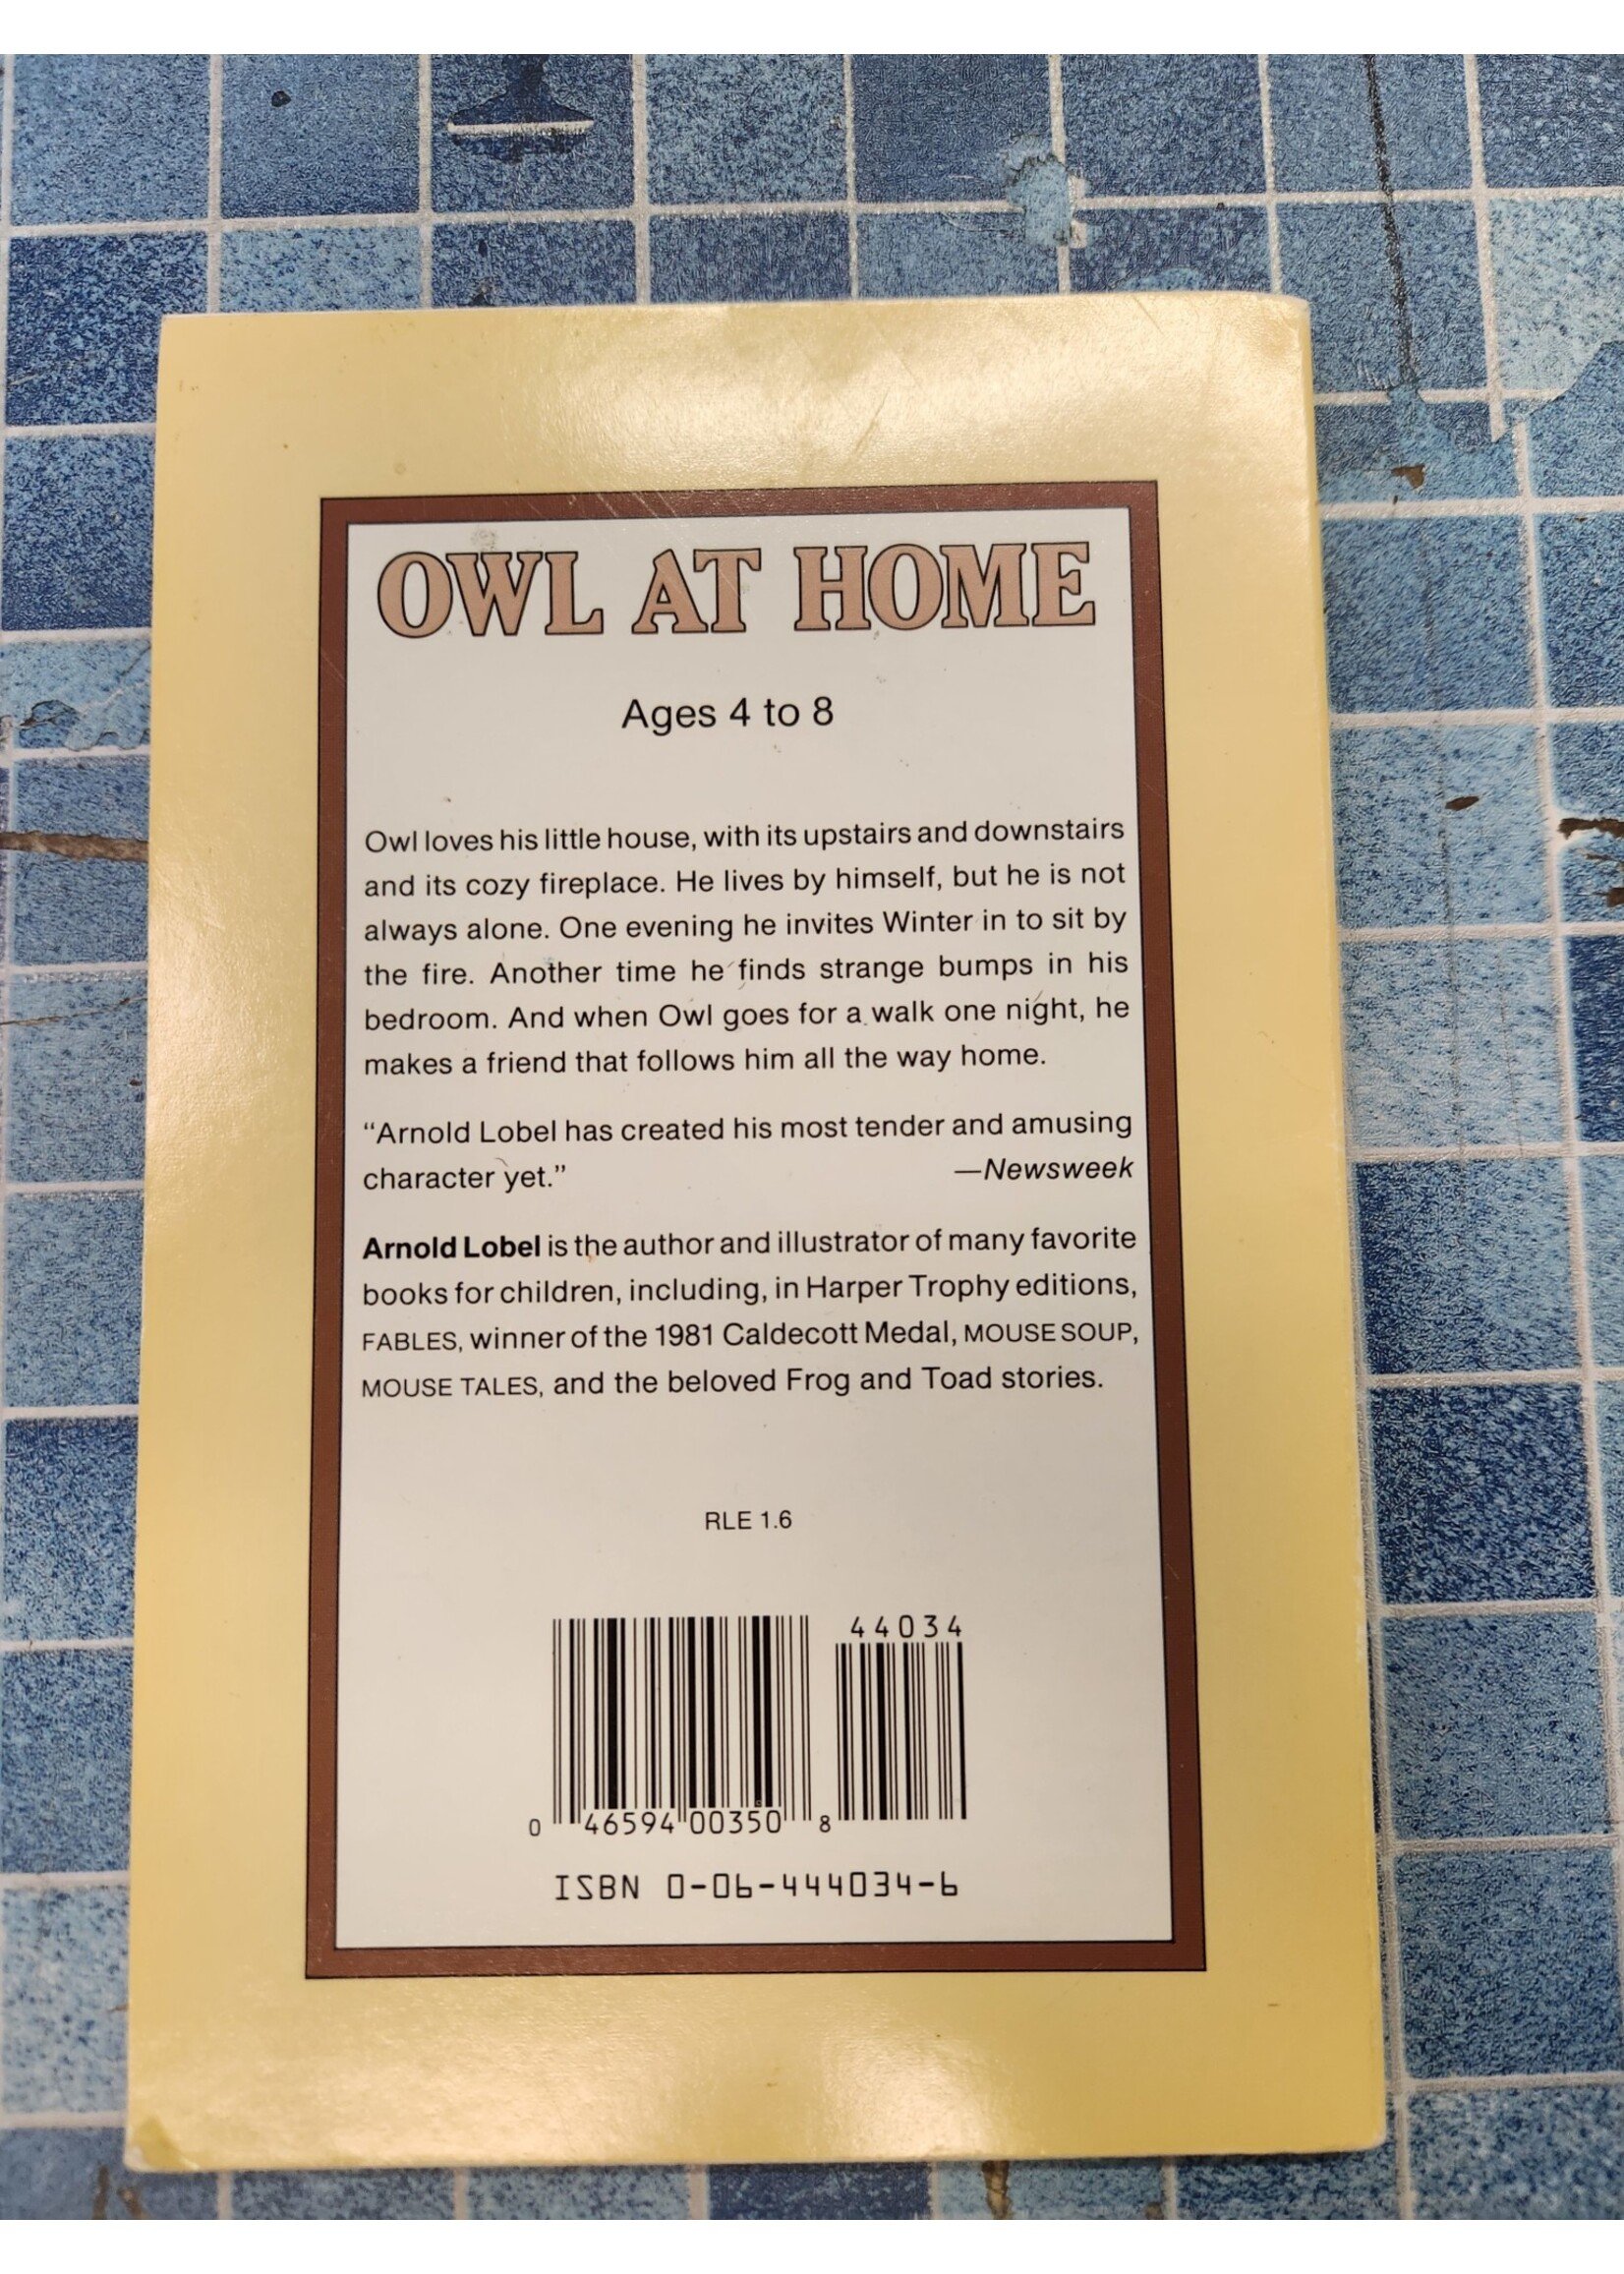 OWL AT HOME
Ages 4 to 8
Owl loves his little house, with its upstairs and downstairs
and its cozy fireplace. He lives by himself, but he is not
always alone. One evening he invites Winter in to sit by
the fire. Another time he finds strange bumps in his
bedroom. And when Owl goes for a walk one night, he
makes a friend that follows him all the way home.
“Arnold Lobel has created his most tender and amusing
character yet.” —Newsweek
Arnold Lobel is the author and illustrator of many favorite
books for children, including, in Harper Trophy editions,
FABLES, winner of the 1981 Caldecott Medal, MOUSE SOUP,
MOUSE TALES, and the beloved Frog and Toad stories.
RLE 1.6
44034
0 46594 00350 8
ISBN 0-06-444034-6